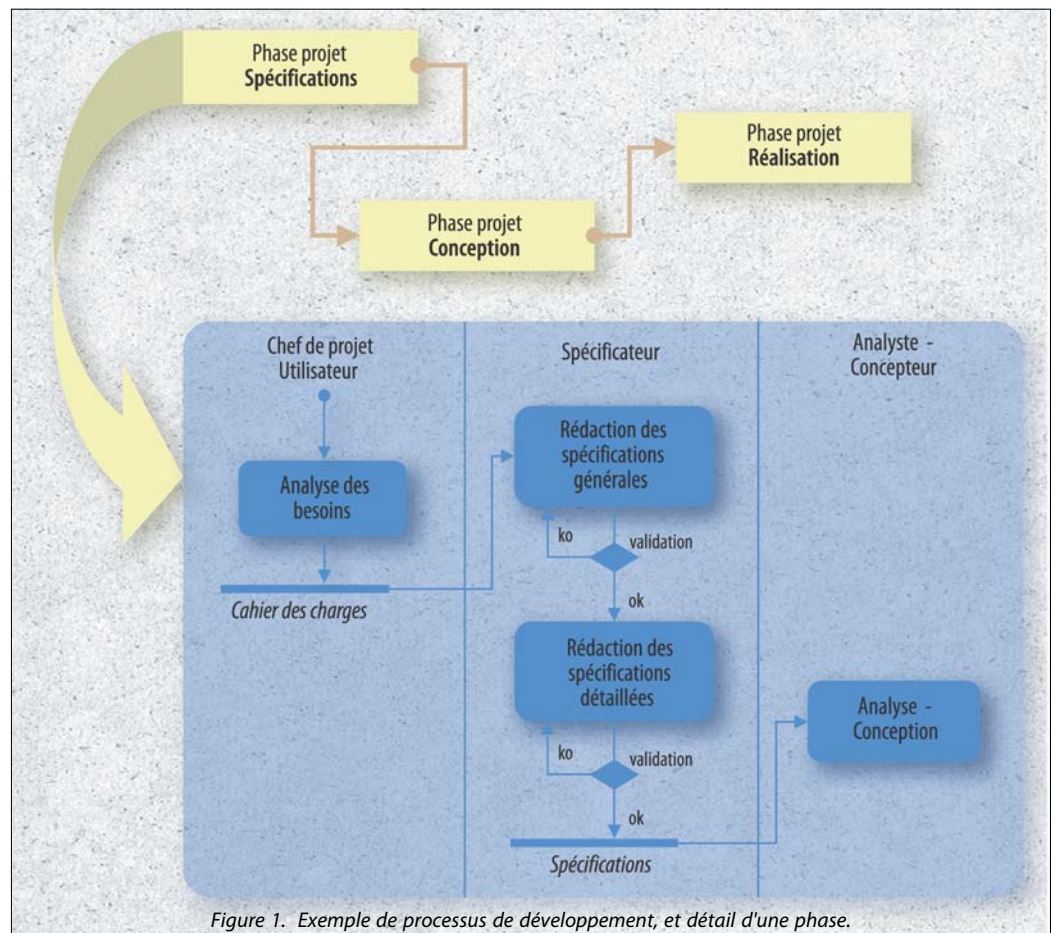 Phase projet
Spécifications
Phase projet
Réalisation
Phase projet
Conception
Chef de projet
Utilisateur
Spécificateur
Analyste -
Concepteur
Analyse des
besoins
Cahier des charges
Rédaction des
spécifications
générales
ko
validation
ok
Rédaction des
spécifications
détaillées
ko
validation
ok
Spécifications
Analyse -
Conception
Figure 1. Exemple de processus de développement, et détail d'une phase.